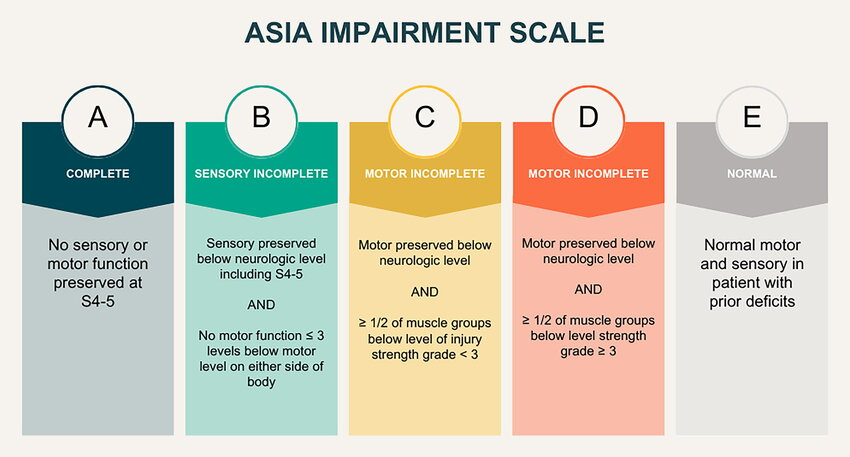 ASIA IMPAIRMENT SCALE
A
COMPLETE
No sensory or
motor function
preserved at
S4-5
B
SENSORY INCOMPLETE
Sensory preserved
below neurologic level
including S4-5
AND
No motor function ≤ 3
levels below motor
level on either side of
body
C
MOTOR INCOMPLETE
Motor preserved below
neurologic level
AND
≥ 1/2 of muscle groups
below level of injury
strength grade < 3
D
MOTOR INCOMPLETE
Motor preserved below
neurologic level
AND
≥ 1/2 of muscle groups
below level strength
grade ≥ 3
E
NORMAL
Normal motor
and sensory in
patient with
prior deficits